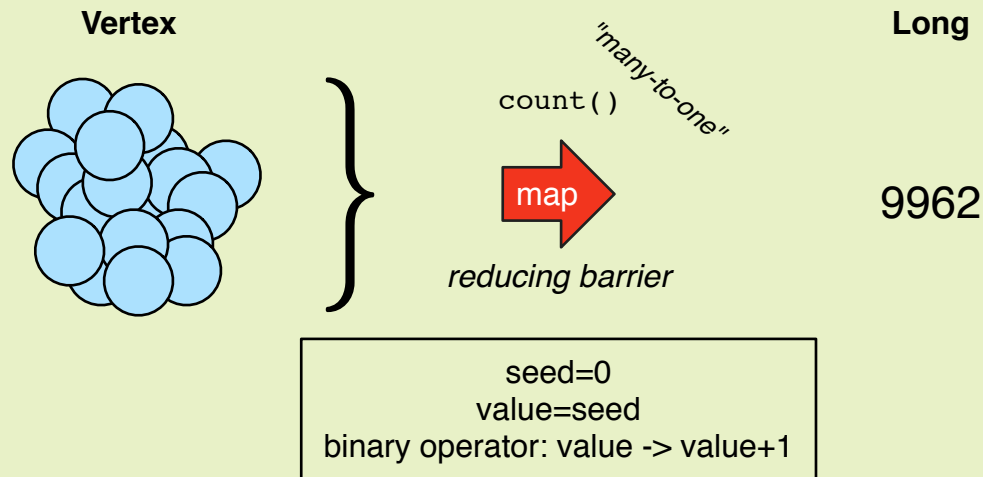 Vertex
"many-to-one"
Long
count()
map
9962
reducing barrier
seed=0
value=seed
binary operator: value -> value+1